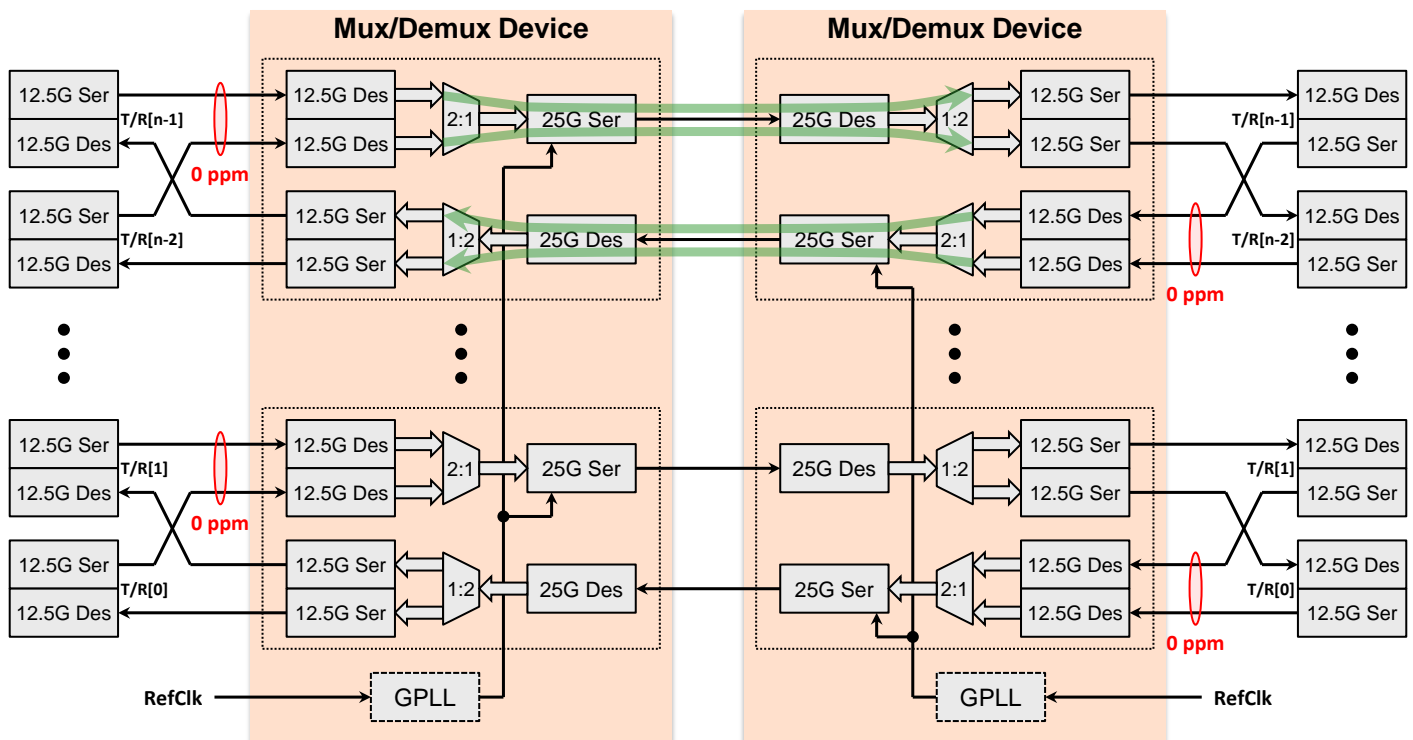 Mux/Demux Device
Mux/Demux Device
12.5G Ser
12.5G Des
T/R[n-1]
0 ppm
12.5G Ser
12.5G Des
T/R[n-2]
12.5G Des
12.5G Des
2:1
25G Ser
12.5G Ser
12.5G Ser
1:2
25G Des
25G Des
1:2
12.5G Ser
12.5G Ser
25G Ser
2:1
12.5G Des
12.5G Des
12.5G Des
12.5G Ser
T/R[n-1]
12.5G Des
12.5G Ser
T/R[n-2]
0 ppm
12.5G Ser
12.5G Des
T/R[1]
0 ppm
12.5G Ser
12.5G Des
T/R[0]
12.5G Des
12.5G Des
2:1
25G Ser
12.5G Ser
12.5G Ser
1:2
25G Des
25G Des
1:2
12.5G Ser
12.5G Ser
25G Ser
2:1
12.5G Des
12.5G Des
12.5G Des
12.5G Ser
T/R[1]
12.5G Des
12.5G Ser
T/R[0]
0 ppm
RefClk
GPLL
GPLL
RefClk